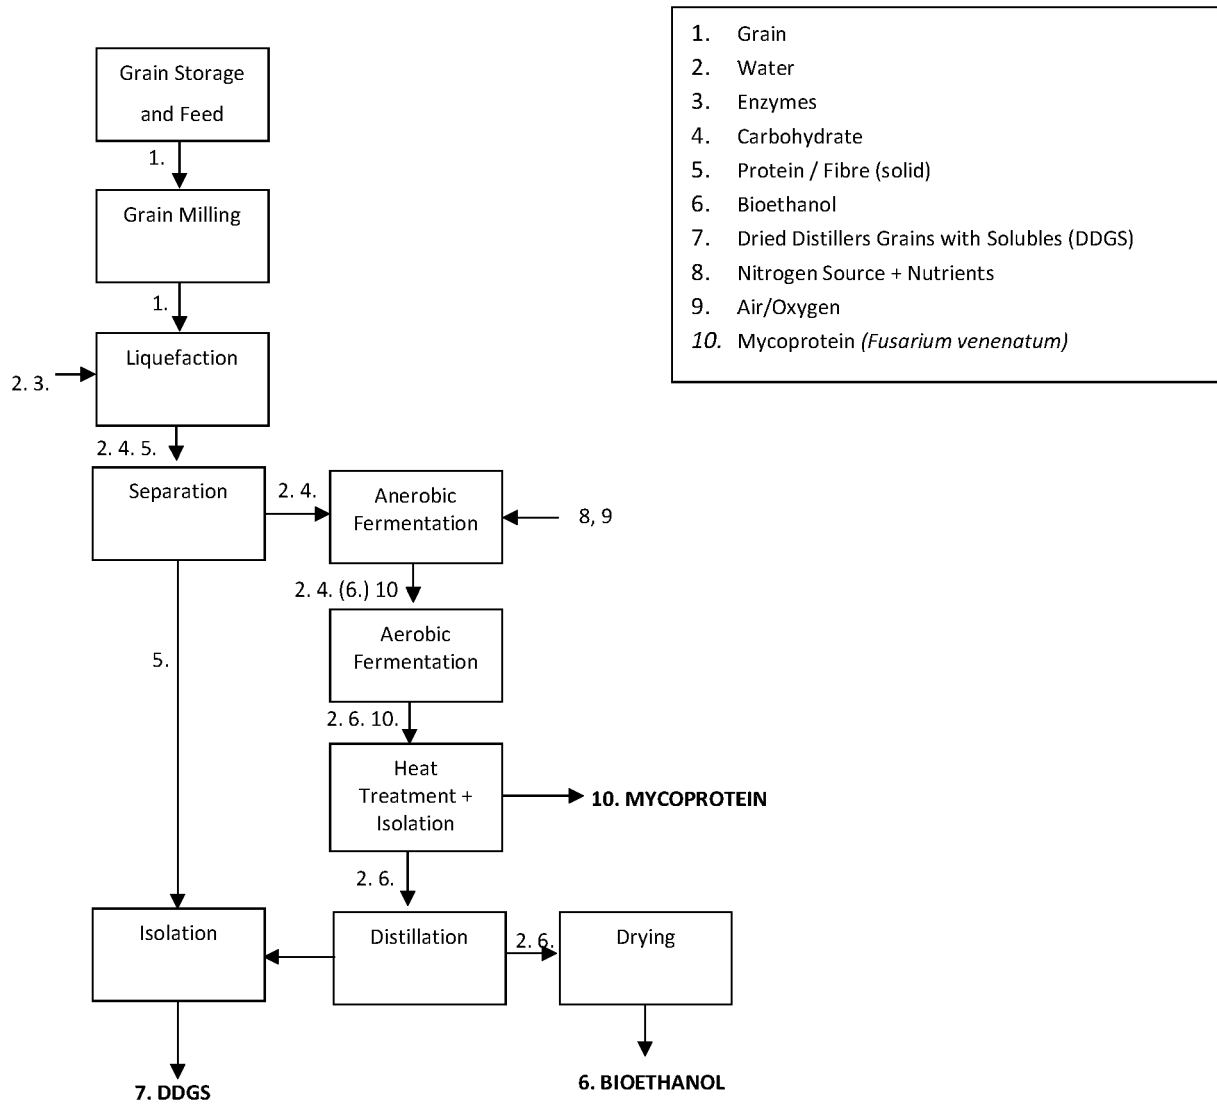 Grain Storage
and Feed
1.
Grain Milling
1.
Liquefaction
2. 3.
2. 4. 5.
Separation
2. 4.
Anerobic
Fermentation
8, 9
2. 4. (6.) 10
Aerobic
Fermentation
5.
2. 6. 10.
Heat
Treatment +
Isolation
10. MYCOPROTEIN
2. 6.
Isolation
Distillation
2. 6.
Drying
7. DDGS
6. BIOETHANOL
1. Grain
2. Water
3. Enzymes
4. Carbohydrate
5. Protein / Fibre (solid)
6. Bioethanol
7. Dried Distillers Grains with Solubles (DDGS)
8. Nitrogen Source + Nutrients
9. Air/Oxygen
10. Mycoprotein (Fusarium venenatum)